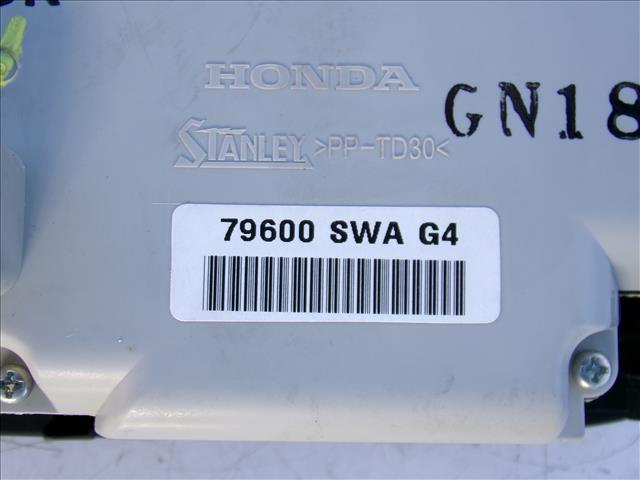 HONDA
GN18
STANLEY >PP-TD30<
79600 SWA G4